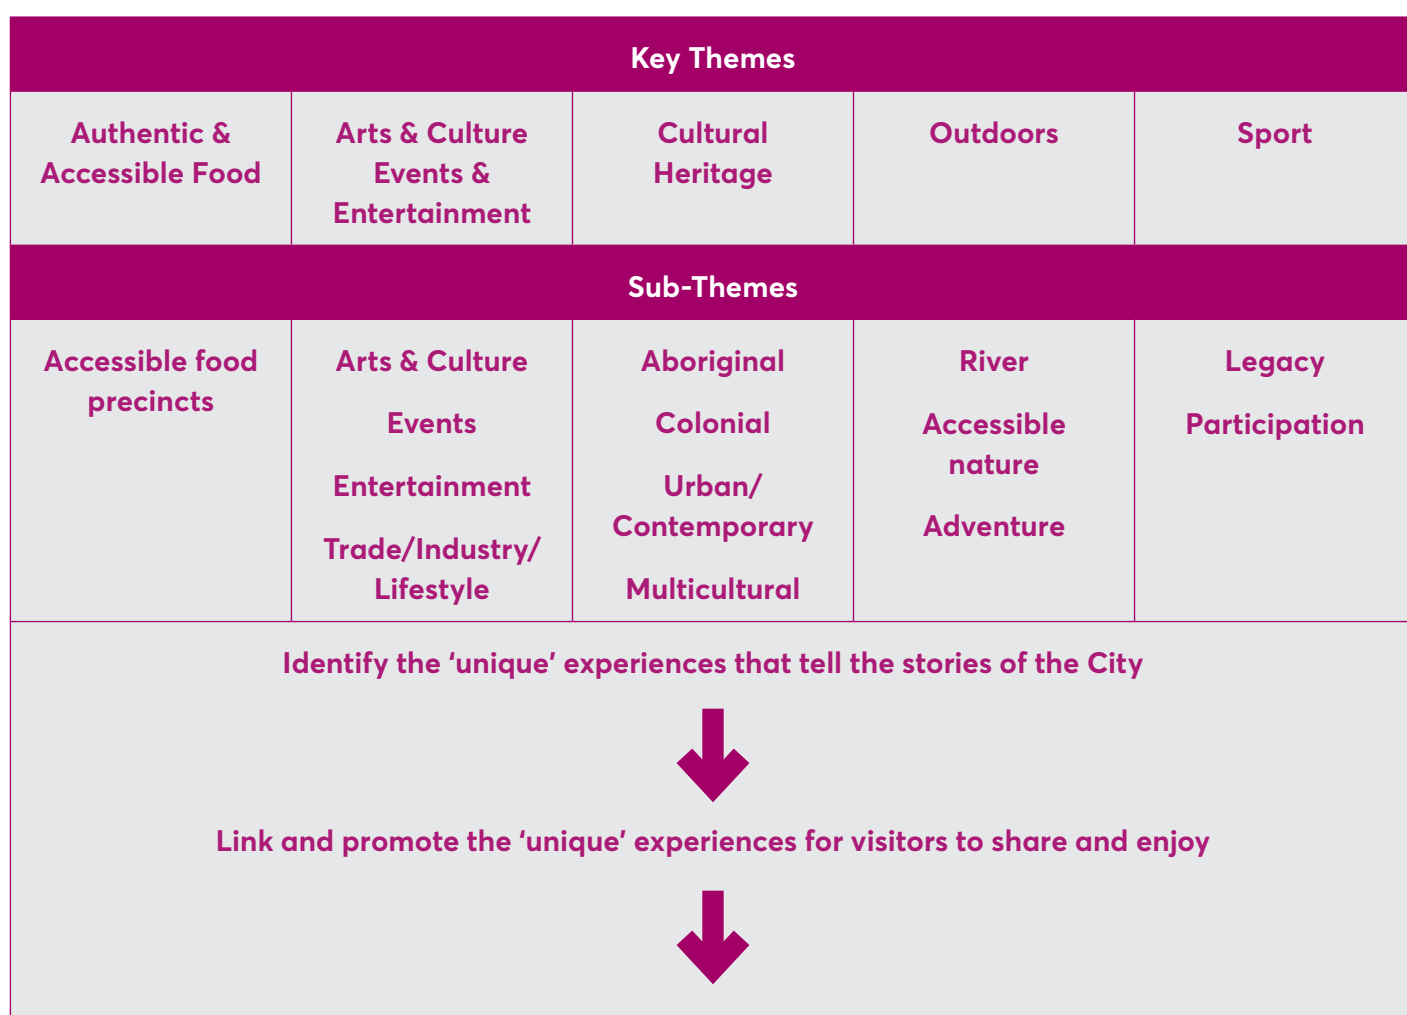 Key Themes
Authentic &
Accessible Food
Arts & Culture
Events &
Entertainment
Cultural
Heritage
Outdoors
Sport
Sub-Themes
Accessible food
precincts
Arts & Culture
Events
Entertainment
Trade/Industry/
Lifestyle
Aboriginal
Colonial
Urban/
Contemporary
Multicultural
River
Accessible
nature
Adventure
Legacy
Participation
Identify the ‘unique’ experiences that tell the stories of the City
Link and promote the ‘unique’ experiences for visitors to share and enjoy